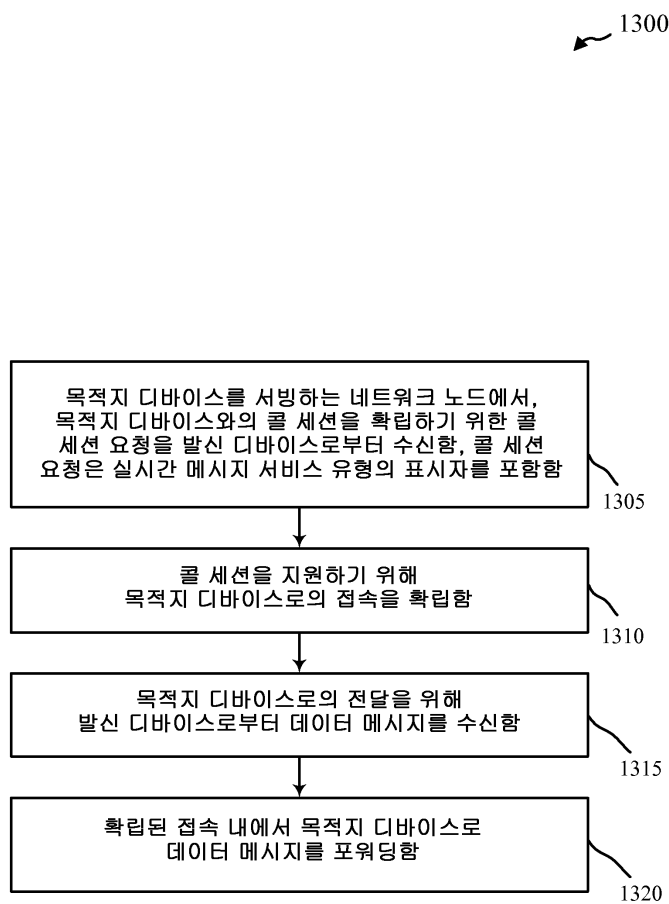 1300
목적지 디바이스를 서빙하는 네트워크 노드에서,
목적지 디바이스와의 콜 세션을 확립하기 위한 콜
세션 요청을 발신 디바이스로부터 수신함, 콜 세션
요청은 실시간 메시지 서비스 유형의 표시자를 포함함
1305
콜 세션을 지원하기 위해
목적지 디바이스로의 접속을 확립함
1310
목적지 디바이스로의 전달을 위해
발신 디바이스로부터 데이터 메시지를 수신함
1315
확립된 접속 내에서 목적지 디바이스로
데이터 메시지를 포워딩함
1320